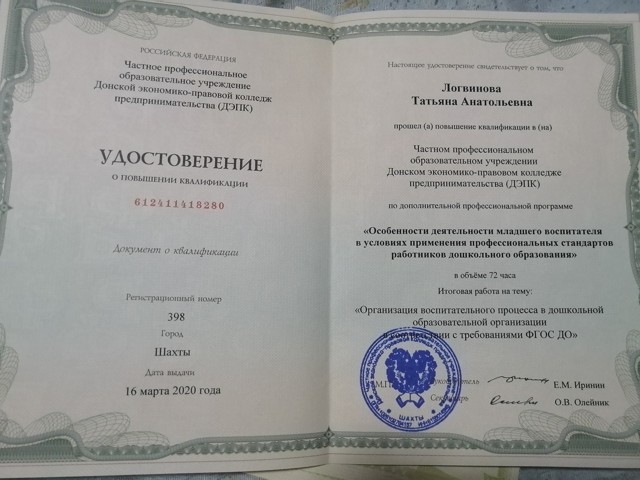 РОССИЙСКАЯ ФЕДЕРАЦИЯ
Частное профессиональное
образовательное учреждение
Донской экономико-правовой колледж
предпринимательства (ДЭПК)
УДОСТОВЕРЕНИЕ
О ПОВЫШЕНИИ КВАЛИФИКАЦИИ
612411418280
Документ о квалификации
Регистрационный номер
398
Город
Шахты
Дата выдачи
16 марта 2020 года
Настоящее удостоверение свидетельствует о том, что
Логвинова
Татьяна Анатольевна
прошел (а) повышение квалификации в (на)
Частном профессиональном
образовательном учреждении
Донском экономико-правовом колледже
предпринимательства (ДЭПК)
по дополнительной профессиональной программе
«Особенности деятельности младшего воспитателя
в условиях применения профессиональных стандартов
работников дошкольного образования»
в объёме 72 часа
Итоговая работа на тему:
«Организация воспитательного процесса в дошкольной
образовательной организации
в соответствии с требованиями ФГОС ДО»
М.П. Руководитель Е.М. Иринин
Секретарь О.В. Олейник
ШАХТЫ